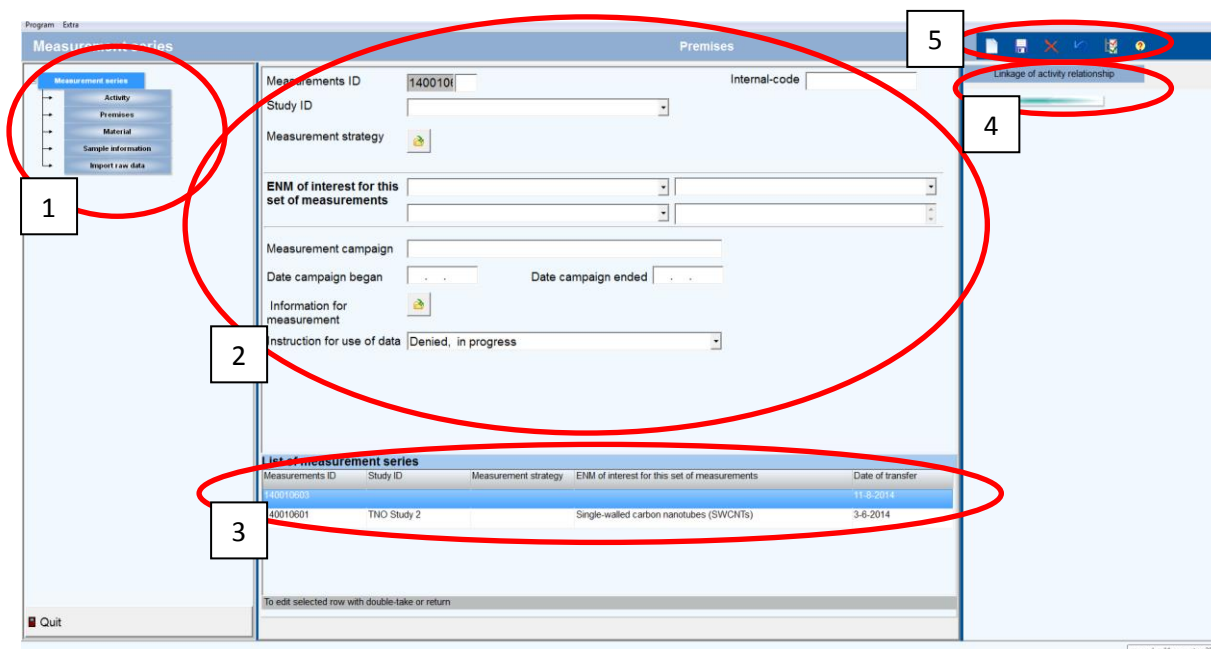 Program Extra
Measurement series Premises
5
Linkage of activity relationship
4
Measurement series
Activity
Premises
Material
Sample information
Import raw data
1
Measurements ID 1400106 Internal-code
Study ID
Measurement strategy
ENM of interest for this
set of measurements
Measurement campaign
Date campaign began . . Date campaign ended . .
Information for
measurement
Instruction for use of data Denied, in progress
2
List of measurement series
Measurements ID Study ID Measurement strategy ENM of interest for this set of measurements Date of transfer
140010603 11-8-2014
140010601 TNO Study 2 Single-walled carbon nanotubes (SWCNTs) 3-6-2014
3
To edit selected row with double-take or return
Quit